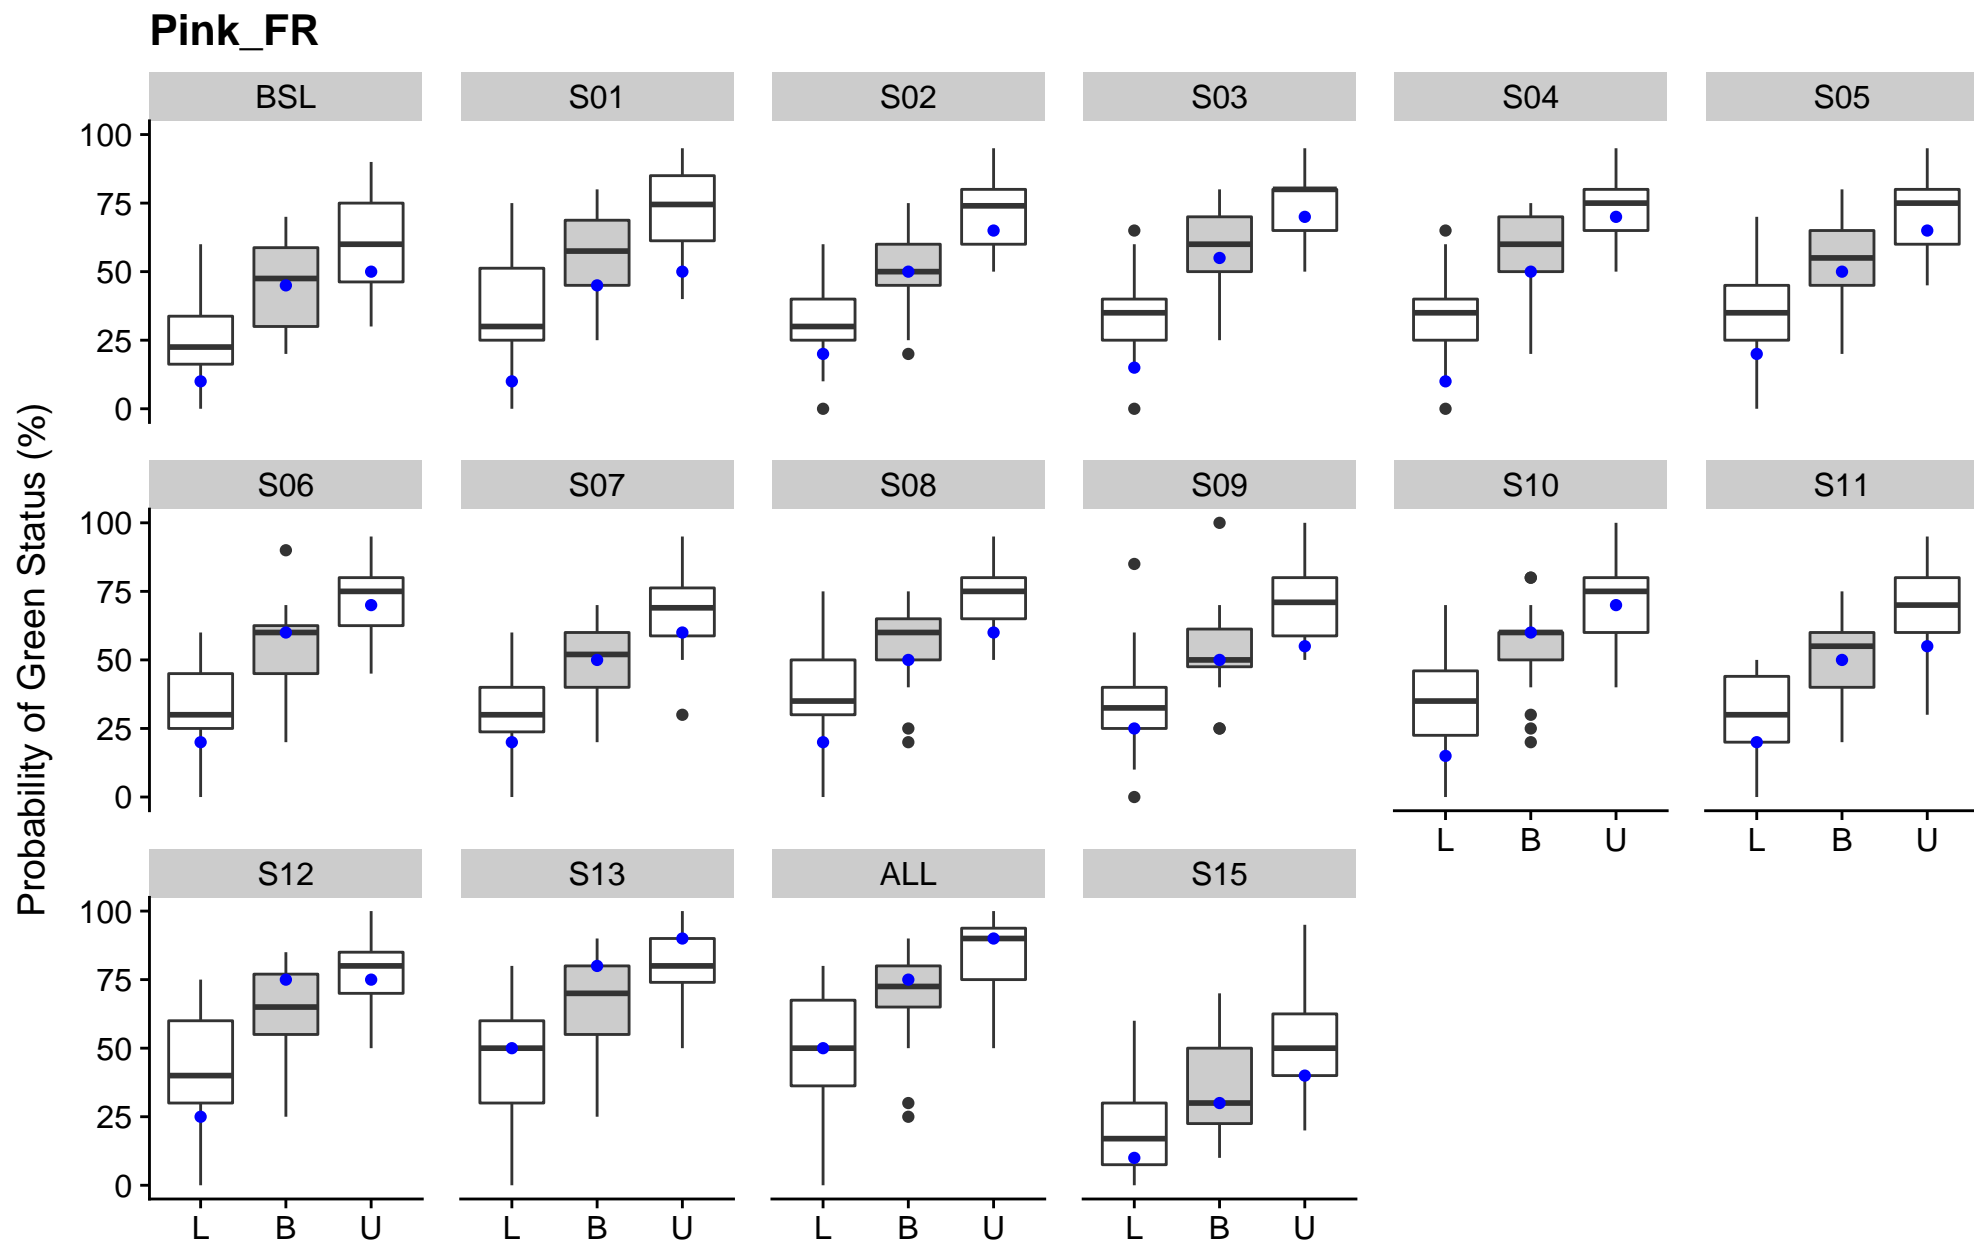 Pink_FR
BSL S01 S02 S03 S04 S05
100
75
50
25
0
S06 S07 S08 S09 S10 S11
100
75
50
25
0
L B U L B U
S12 S13 ALL S15
100
75
50
25
0
L B U L B U L B U L B U
Probability of Green Status (%)